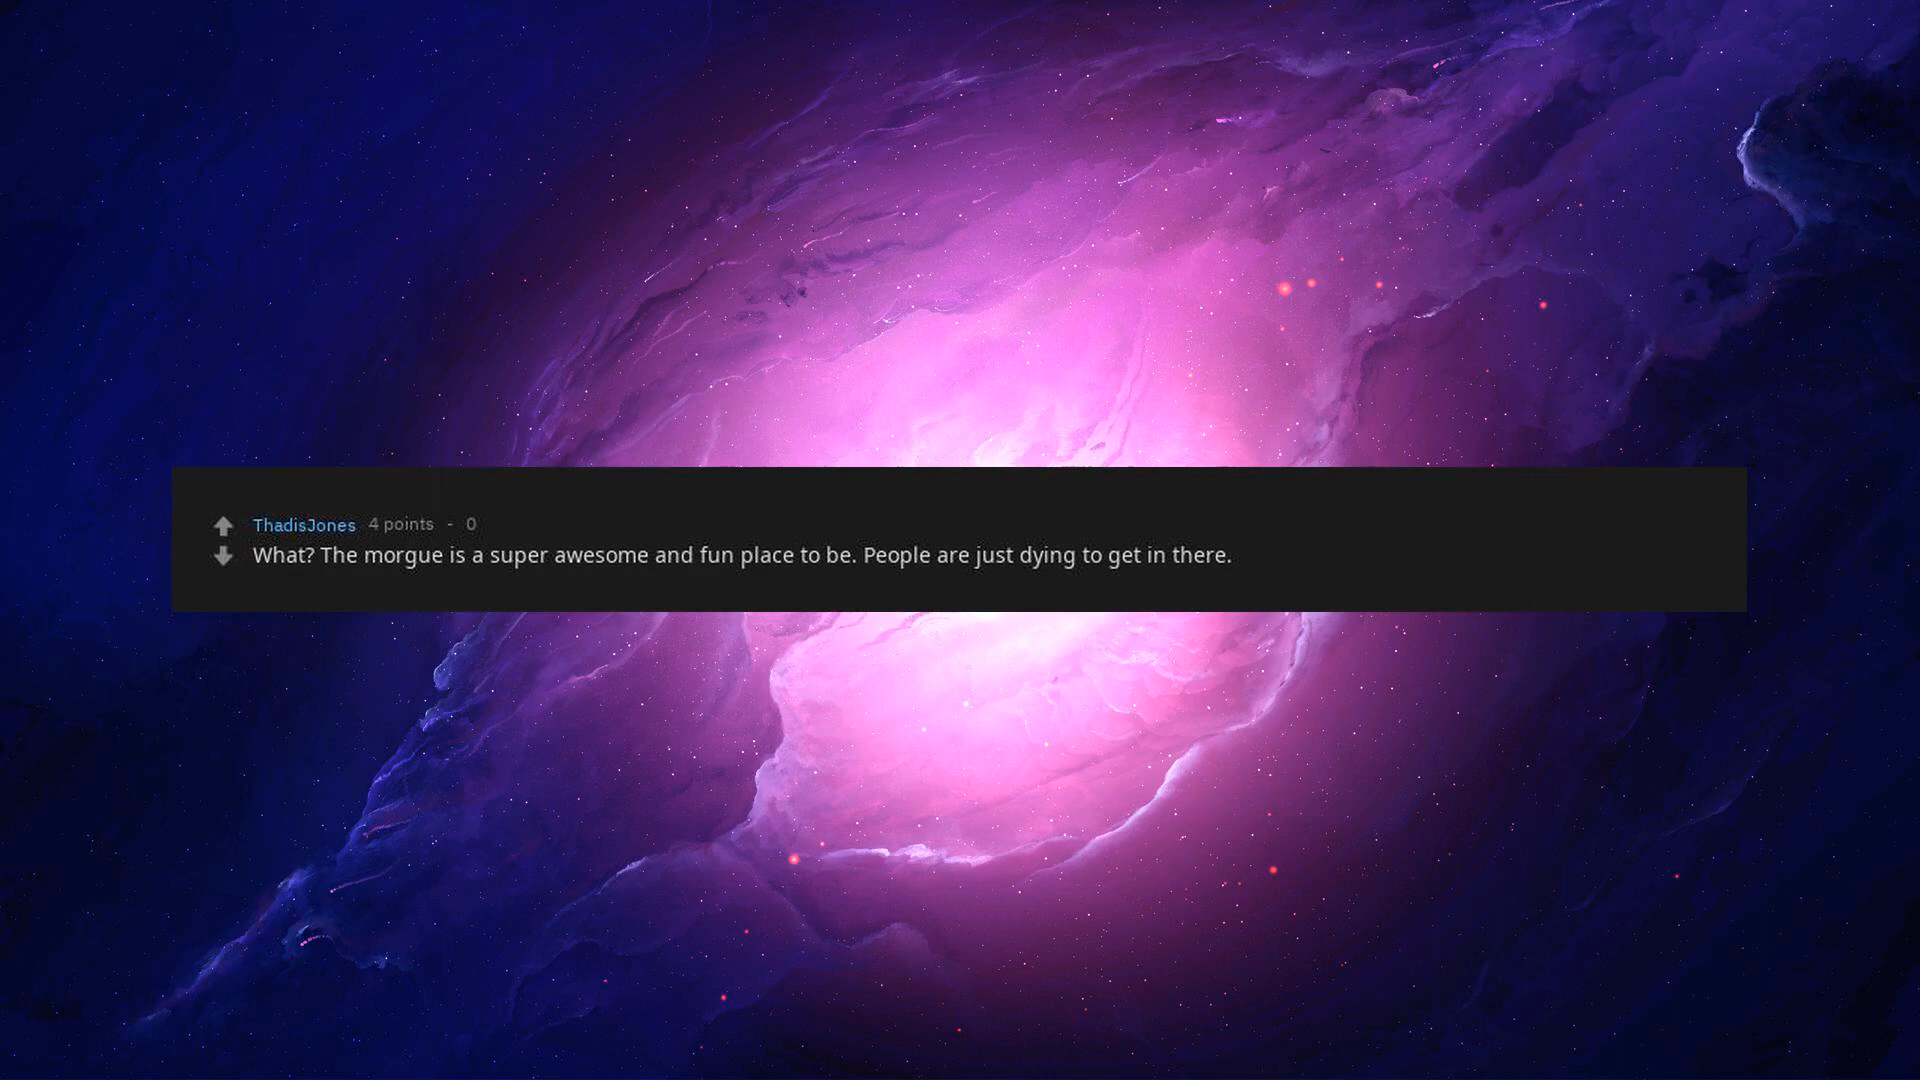 ThadisJones 4 points - 0
What? The morgue is a super awesome and fun place to be. People are just dying to get in there.